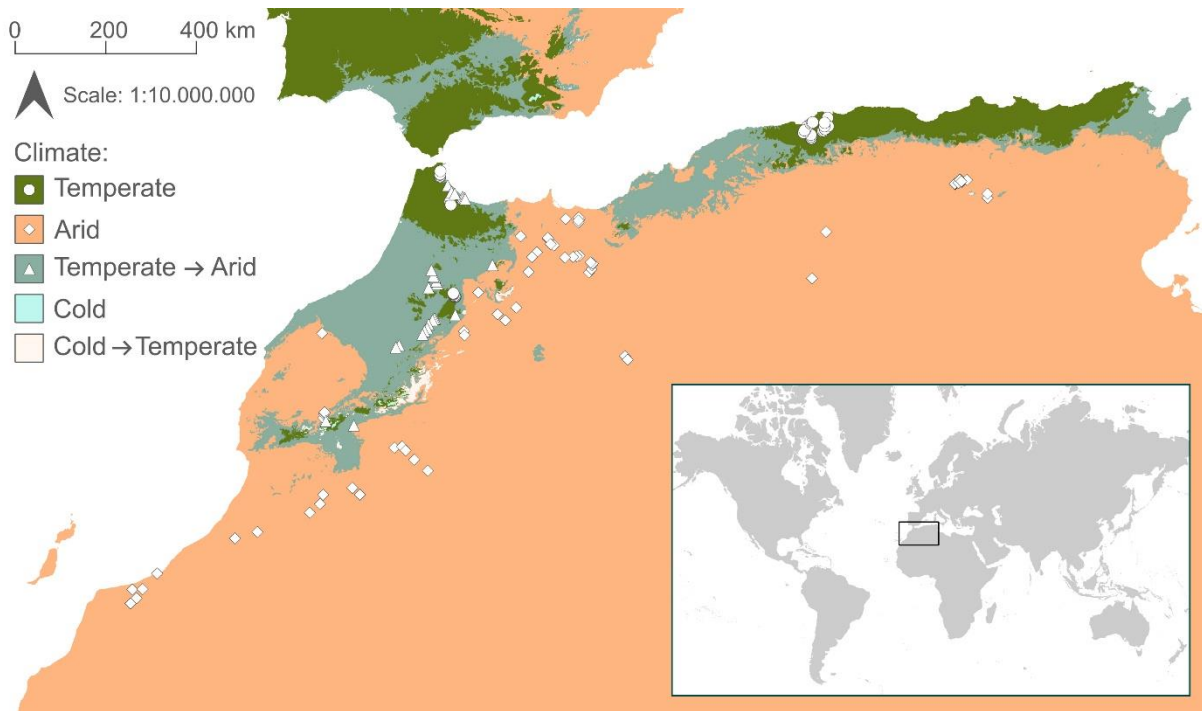 0 200 400 km
Scale: 1:10.000.000
Climate:
Temperate
Arid
Temperate → Arid
Cold
Cold → Temperate